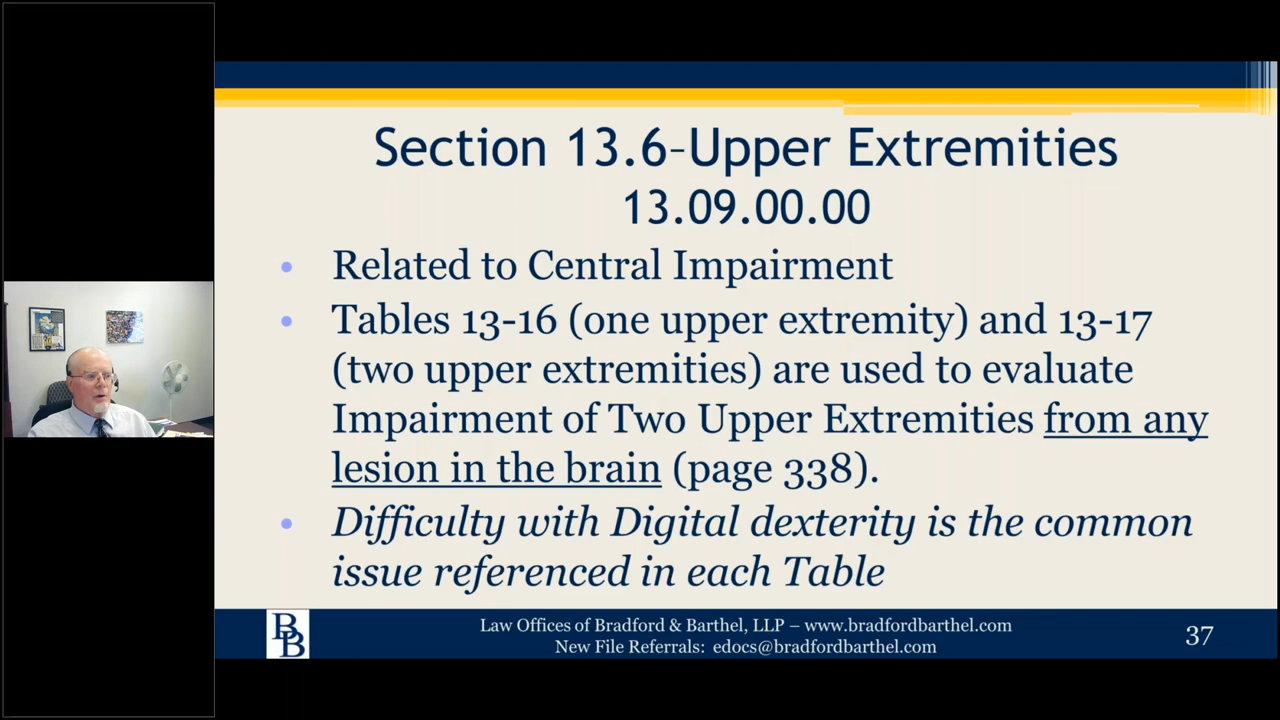 Section 13.6–Upper Extremities
13.09.00.00
• Related to Central Impairment
• Tables 13-16 (one upper extremity) and 13-17
(two upper extremities) are used to evaluate
Impairment of Two Upper Extremities from any
lesion in the brain (page 338).
• Difficulty with Digital dexterity is the common
issue referenced in each Table
BB
Law Offices of Bradford & Barthel, LLP – www.bradfordbarthel.com
New File Referrals: edocs@bradfordbarthel.com
37